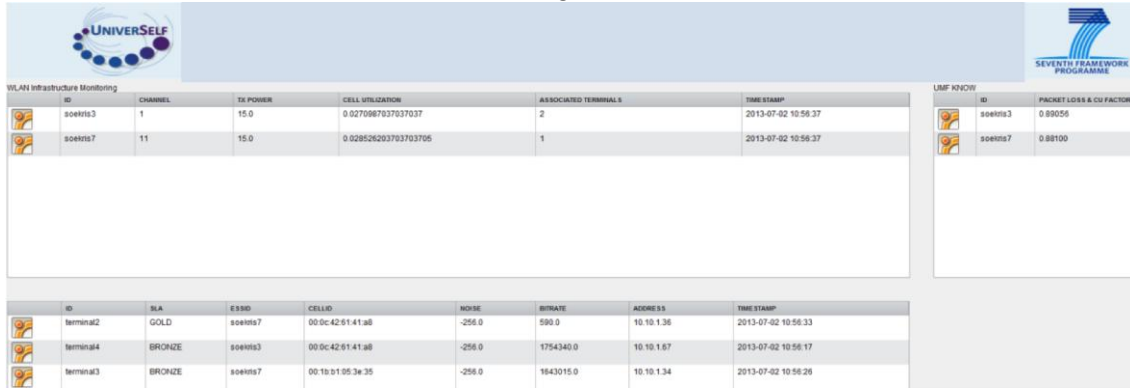 UNIVERSELF
SEVENTH FRAMEWORK
PROGRAMME
WLAN Infrastructure Monitoring
ID CHANNEL TX POWER CELL UTILIZATION ASSOCIATED TERMINALS TIMESTAMP
soekris3 1 15.0 0.0270987037037037 2 2013-07-02 10:56:37
soekris7 11 15.0 0.028526203703703705 1 2013-07-02 10:56:37
UMF KNOW
ID PACKET LOSS & CU FACTOR
soekris3 0.89056
soekris7 0.88100
ID SLA ESSID CELLID NOISE BITRATE ADDRESS TIMESTAMP
terminal2 GOLD soekris7 00:0c:42:61:41:a8 -256.0 590.0 10.10.1.36 2013-07-02 10:56:33
terminal4 BRONZE soekris3 00:0c:42:61:41:a8 -256.0 1754340.0 10.10.1.67 2013-07-02 10:56:17
terminal3 BRONZE soekris7 00:1b:b1:05:3e:35 -256.0 1643015.0 10.10.1.34 2013-07-02 10:56:26